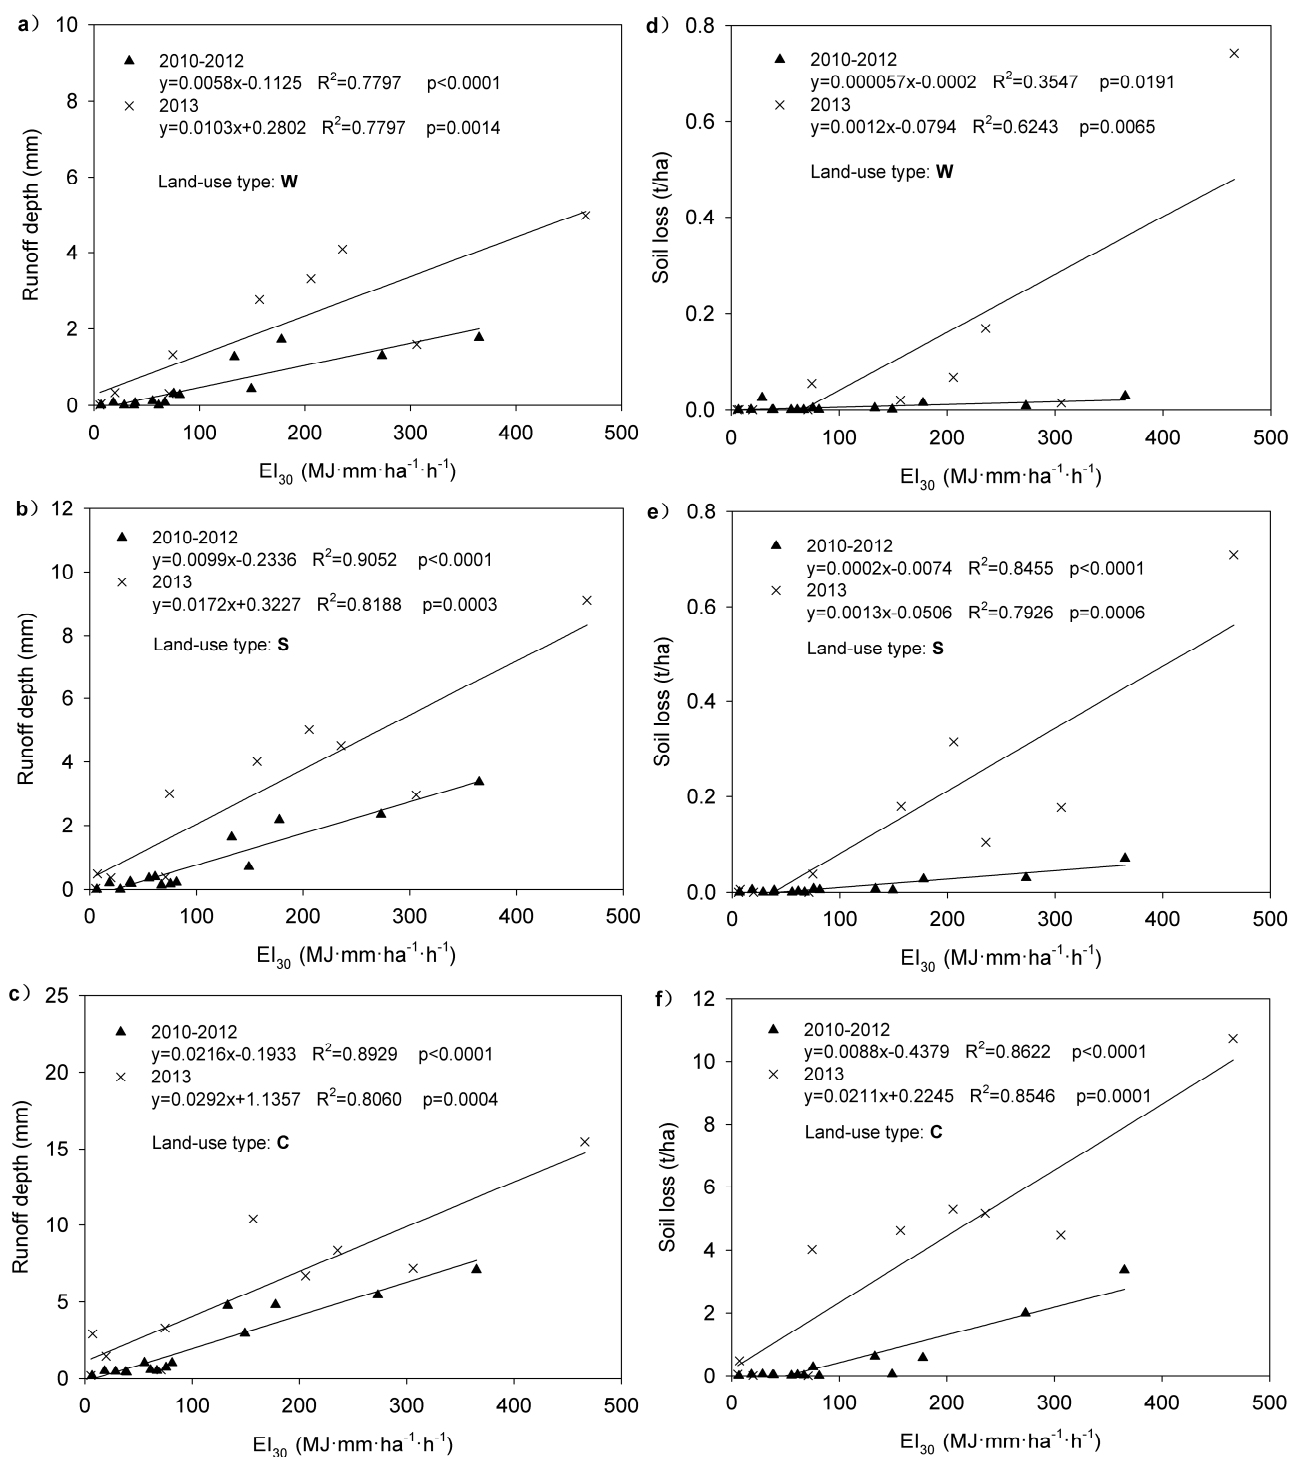 a）
10
8
6
4
2
0
Runoff depth (mm)
▲ 2010-2012
y=0.0058x-0.1125 R²=0.7797 p<0.0001
× 2013
y=0.0103x+0.2802 R²=0.7797 p=0.0014
Land-use type: W
0 100 200 300 400 500
EI₃₀ (MJ·mm·ha⁻¹·h⁻¹)
d）
0.8
0.6
0.4
0.2
0.0
Soil loss (t/ha)
▲ 2010-2012
y=0.000057x-0.0002 R²=0.3547 p=0.0191
× 2013
y=0.0012x-0.0794 R²=0.6243 p=0.0065
Land-use type: W
0 100 200 300 400 500
EI₃₀ (MJ·mm·ha⁻¹·h⁻¹)
b）
12
10
8
6
4
2
0
Runoff depth (mm)
▲ 2010-2012
y=0.0099x-0.2336 R²=0.9052 p<0.0001
× 2013
y=0.0172x+0.3227 R²=0.8188 p=0.0003
Land-use type: S
0 100 200 300 400 500
EI₃₀ (MJ·mm·ha⁻¹·h⁻¹)
e）
0.8
0.6
0.4
0.2
0.0
Soil loss (t/ha)
▲ 2010-2012
y=0.0002x-0.0074 R²=0.8455 p<0.0001
× 2013
y=0.0013x-0.0506 R²=0.7926 p=0.0006
Land-use type: S
0 100 200 300 400 500
EI₃₀ (MJ·mm·ha⁻¹·h⁻¹)
c）
25
20
15
10
5
0
Runoff depth (mm)
▲ 2010-2012
y=0.0216x-0.1933 R²=0.8929 p<0.0001
× 2013
y=0.0292x+1.1357 R²=0.8060 p=0.0004
Land-use type: C
0 100 200 300 400 500
EI₃₀ (MJ·mm·ha⁻¹·h⁻¹)
f）
12
10
8
6
4
2
0
Soil loss (t/ha)
▲ 2010-2012
y=0.0088x-0.4379 R²=0.8622 p<0.0001
× 2013
y=0.0211x+0.2245 R²=0.8546 p=0.0001
Land-use type: C
0 100 200 300 400 500
EI₃₀ (MJ·mm·ha⁻¹·h⁻¹)